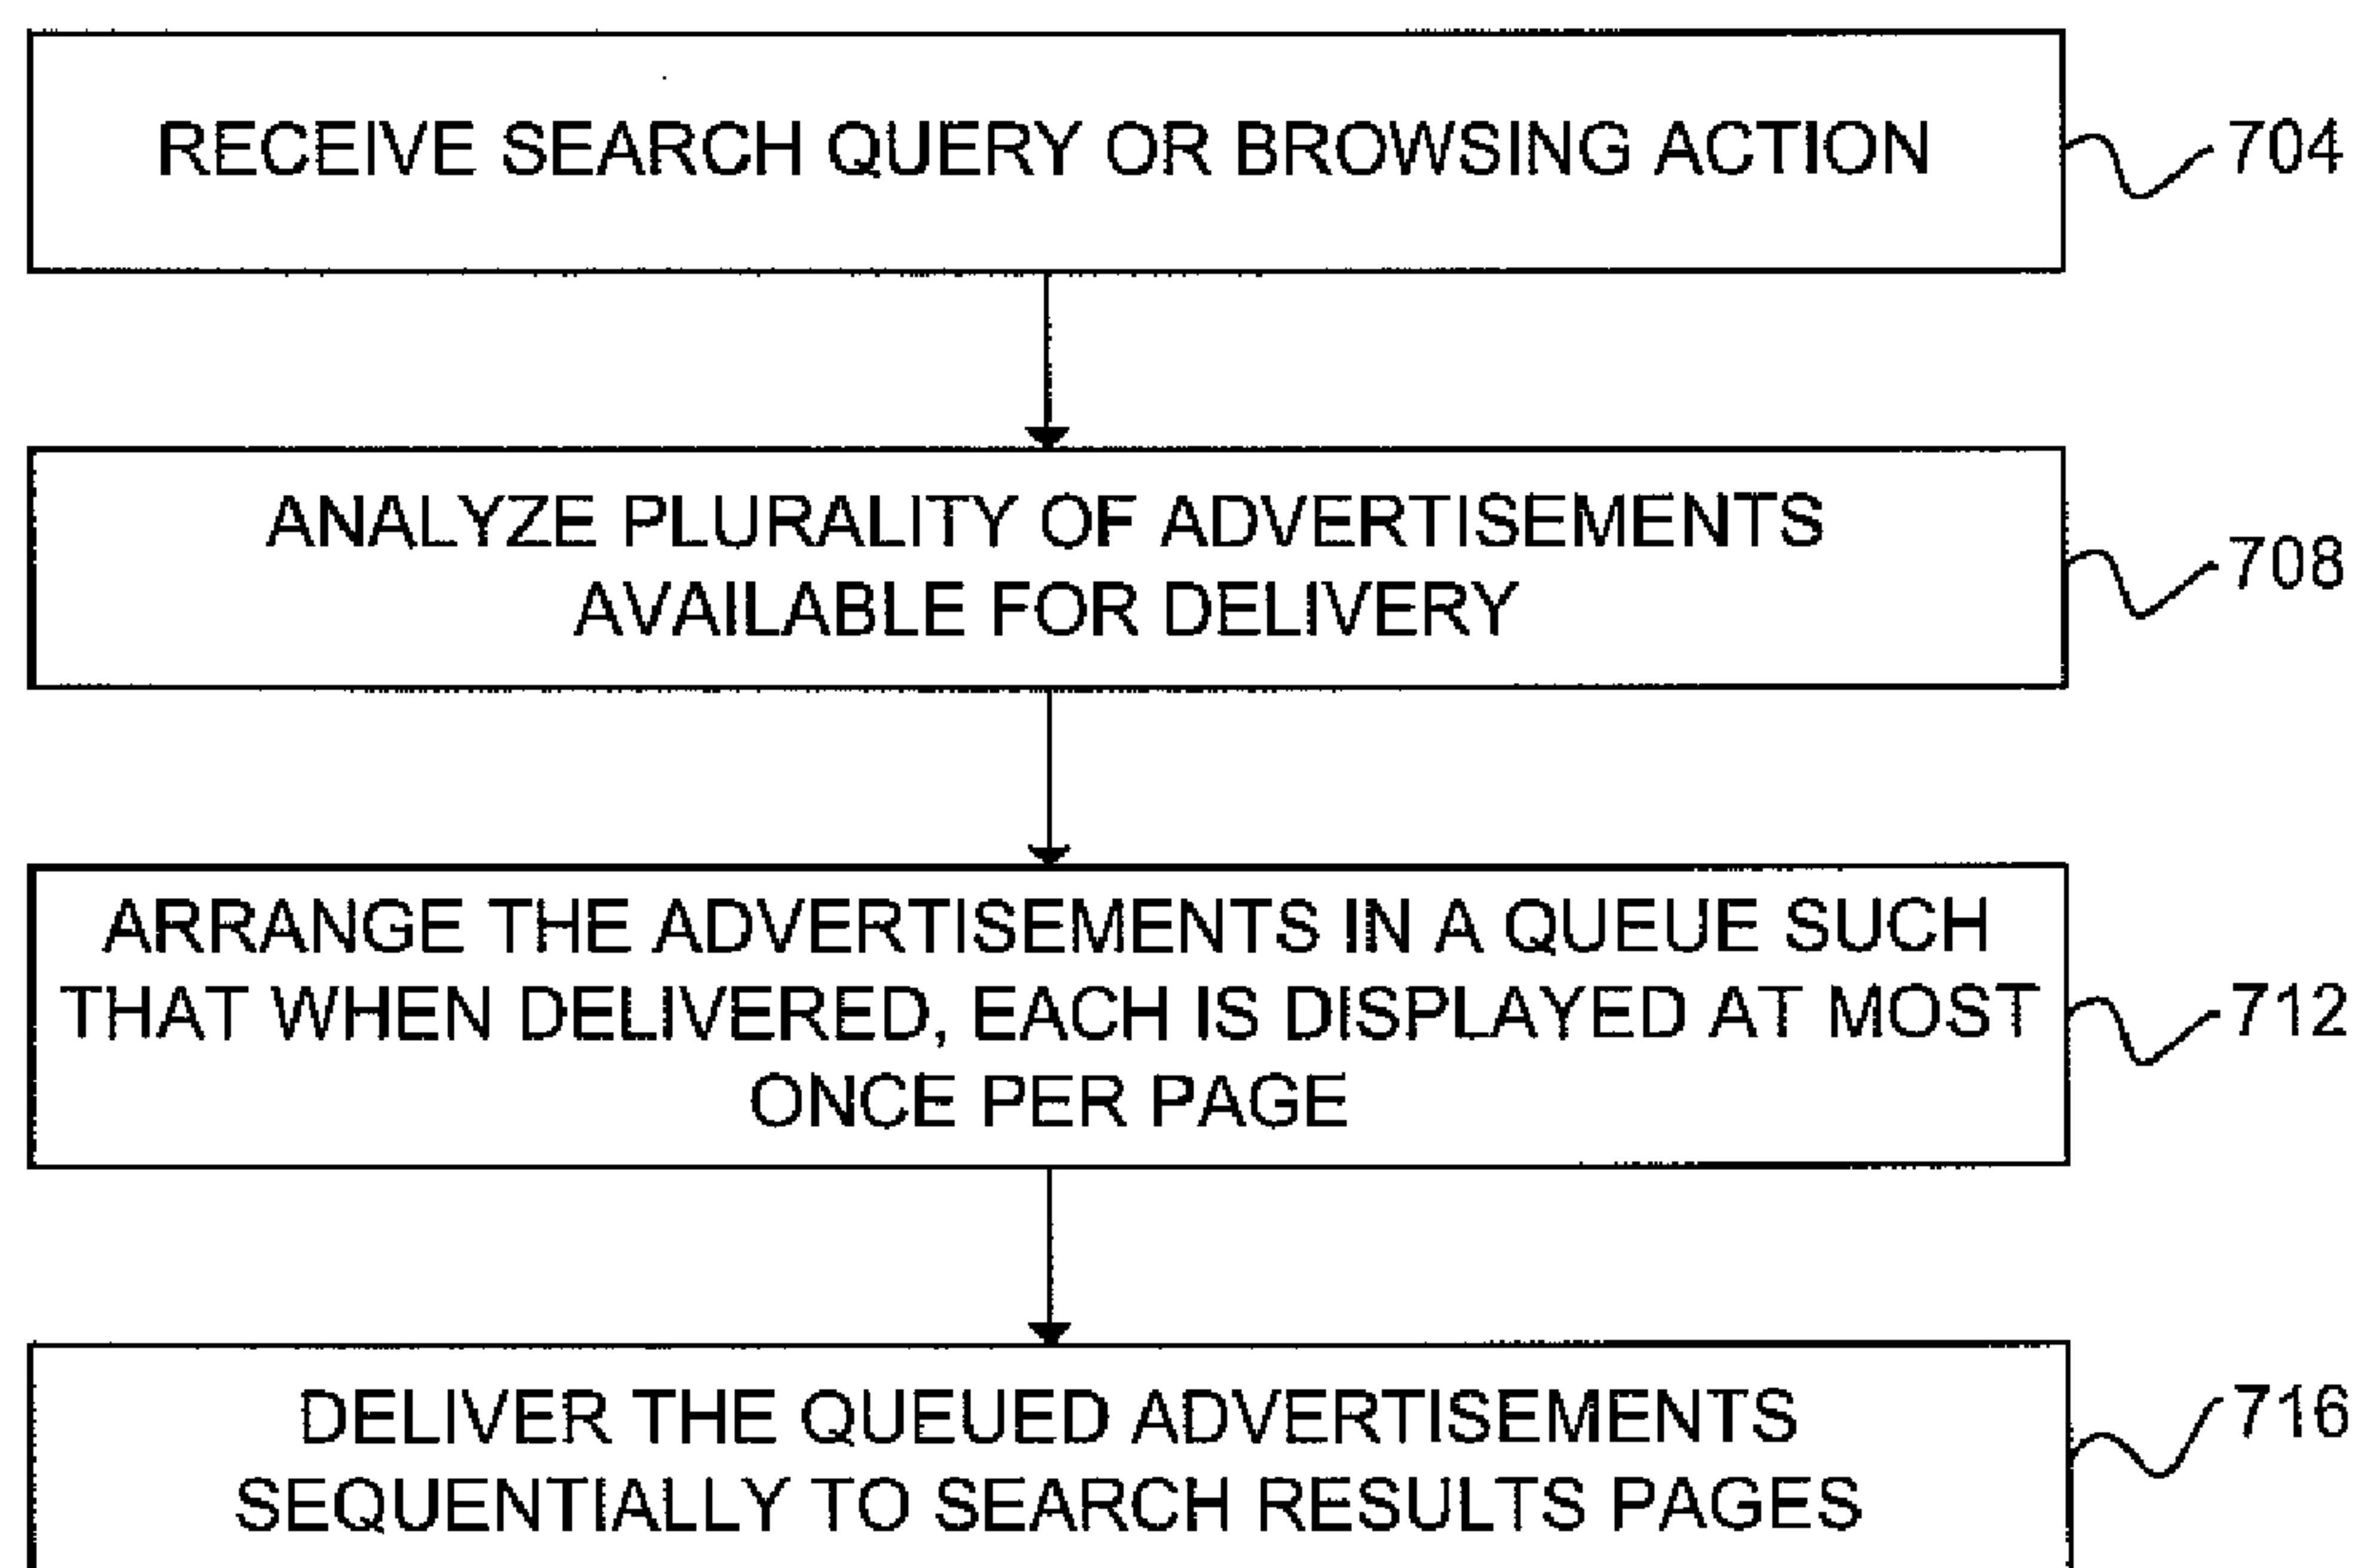 RECEIVE SEARCH QUERY OR BROWSING ACTION
704
ANALYZE PLURALITY OF ADVERTISEMENTS
AVAILABLE FOR DELIVERY
708
ARRANGE THE ADVERTISEMENTS IN A QUEUE SUCH
THAT WHEN DELIVERED, EACH IS DISPLAYED AT MOST
ONCE PER PAGE
712
DELIVER THE QUEUED ADVERTISEMENTS
SEQUENTIALLY TO SEARCH RESULTS PAGES
716